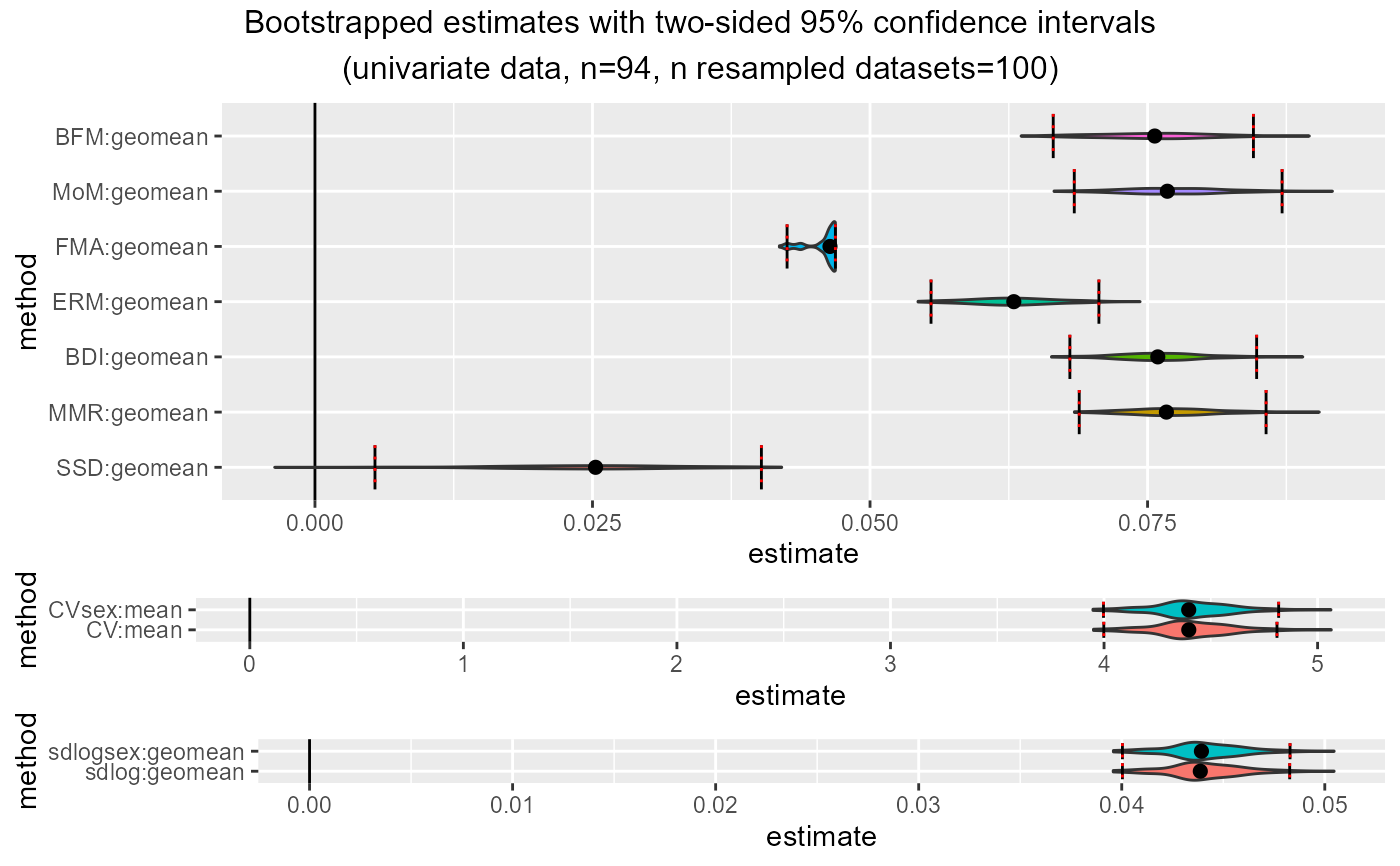 Bootstrapped estimates with two-sided 95% confidence intervals
(univariate data, n=94, n resampled datasets=100)
method
BFM:geomean
MoM:geomean
FMA:geomean
ERM:geomean
BDI:geomean
MMR:geomean
SSD:geomean
0.000 0.025 0.050 0.075
estimate
method
CVsex:mean
CV:mean
0 1 2 3 4 5
estimate
method
sdlogsex:geomean
sdlog:geomean
0.00 0.01 0.02 0.03 0.04 0.05
estimate